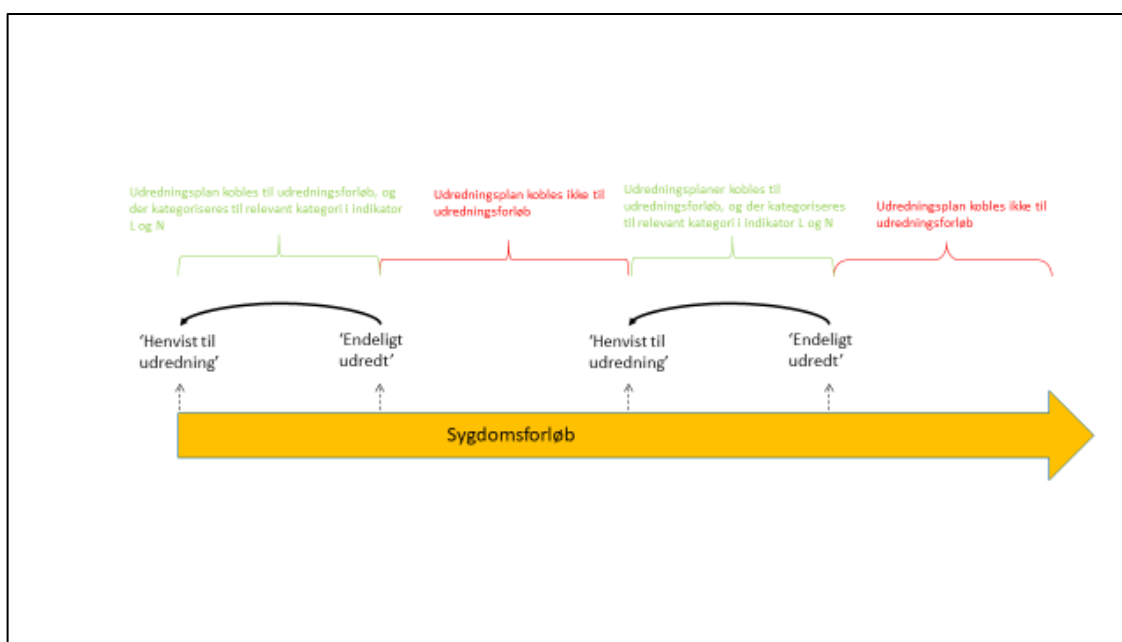 Udredningsplan kobles til udredningsforløb, og
der kategoriseres til relevant kategori i indikator
L og N
Udredningsplan kobles ikke til
udredningsforløb
Udredningsplaner kobles til
udredningsforløb, og der kategoriseres
til relevant kategori i indikator L og N
Udredningsplan kobles ikke til
udredningsforløb
'Henvist til
udredning'
'Endeligt
udredt'
'Henvist til
udredning'
'Endeligt
udredt'
Sygdomsforløb